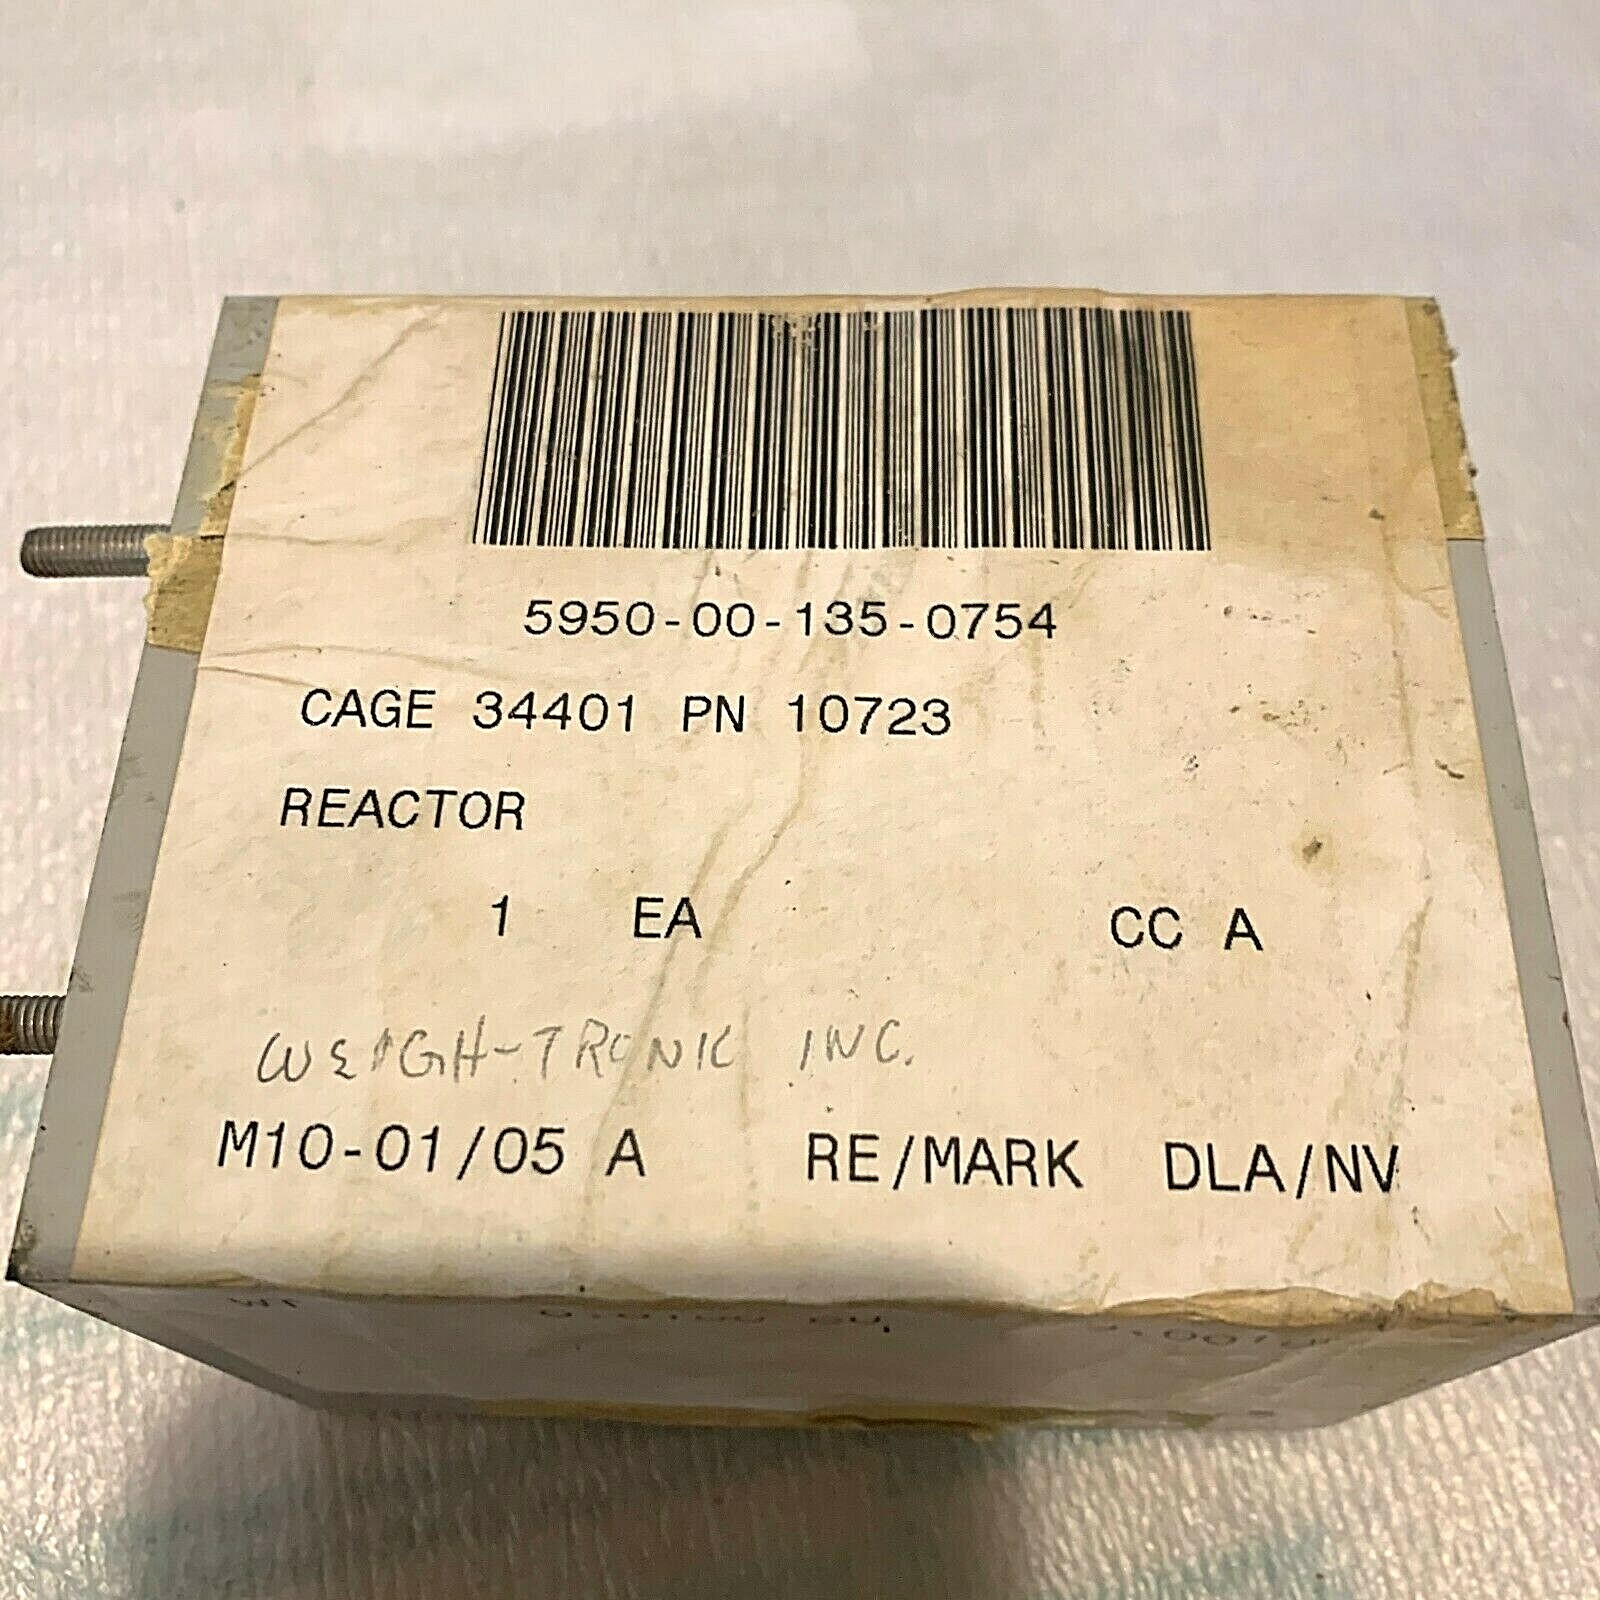 5950-00-135-0754
CAGE 34401 PN 10723
REACTOR
1 EA CC A
WEIGH-TRONIC INC.
M10-01/05 A RE/MARK DLA/NV